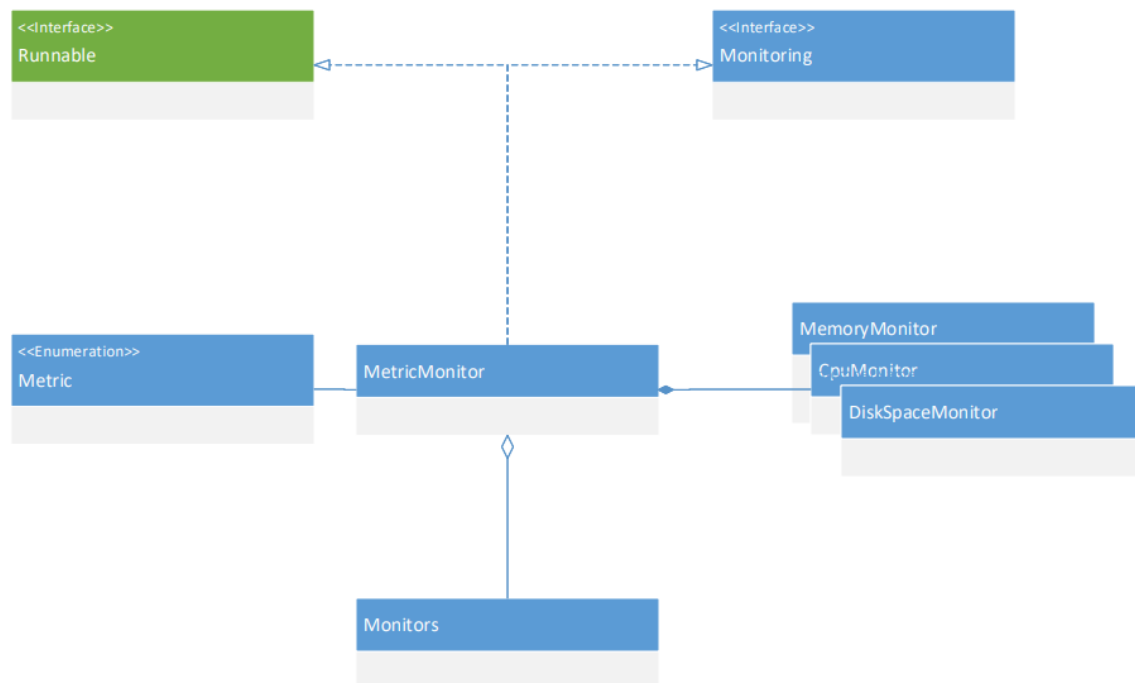 <<Interface>>
Runnable
<<Interface>>
Monitoring
<<Enumeration>>
Metric
MetricMonitor
MemoryMonitor
CpuMonitor
DiskSpaceMonitor
Monitors